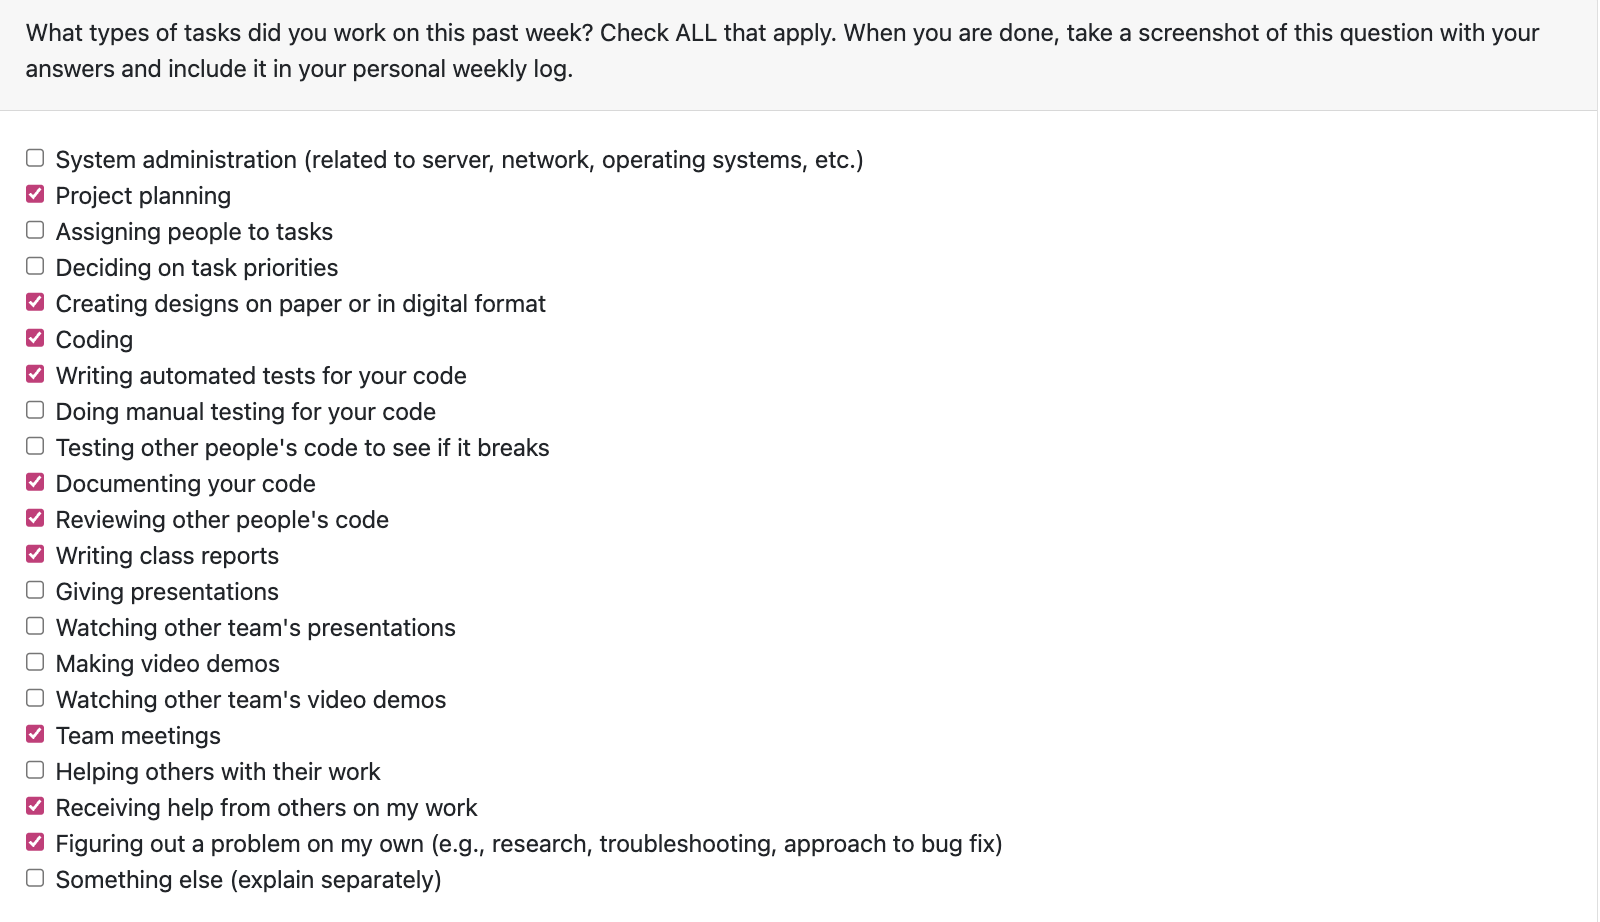 What types of tasks did you work on this past week? Check ALL that apply. When you are done, take a screenshot of this question with your
answers and include it in your personal weekly log.
System administration (related to server, network, operating systems, etc.)
Project planning
Assigning people to tasks
Deciding on task priorities
Creating designs on paper or in digital format
Coding
Writing automated tests for your code
Doing manual testing for your code
Testing other people's code to see if it breaks
Documenting your code
Reviewing other people's code
Writing class reports
Giving presentations
Watching other team's presentations
Making video demos
Watching other team's video demos
Team meetings
Helping others with their work
Receiving help from others on my work
Figuring out a problem on my own (e.g., research, troubleshooting, approach to bug fix)
Something else (explain separately)